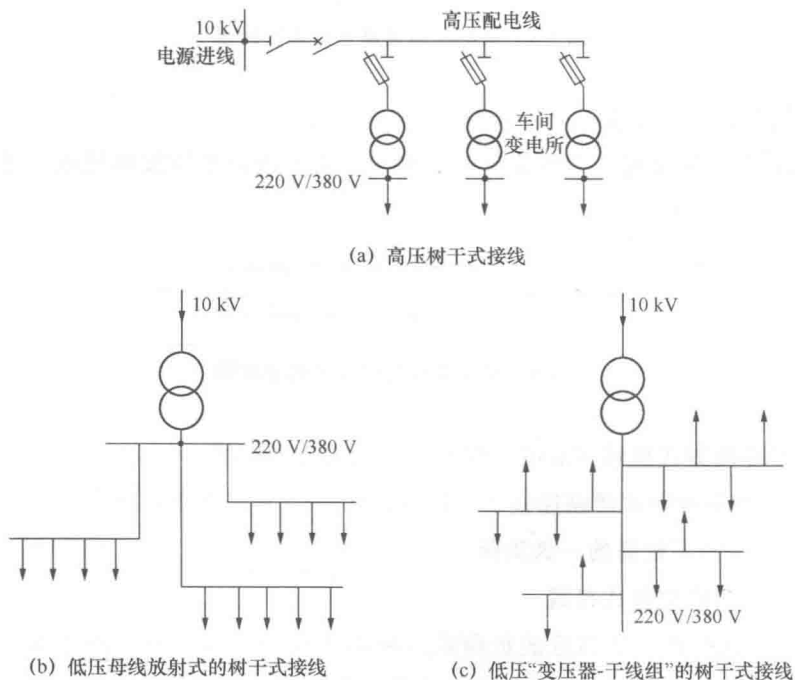 高压配电线
10 kV
电源进线
车间
变电所
220 V/380 V
(a) 高压树干式接线
10 kV
220 V/380 V
(b) 低压母线放射式的树干式接线
10 kV
220 V/380 V
(c) 低压“变压器-干线组”的树干式接线